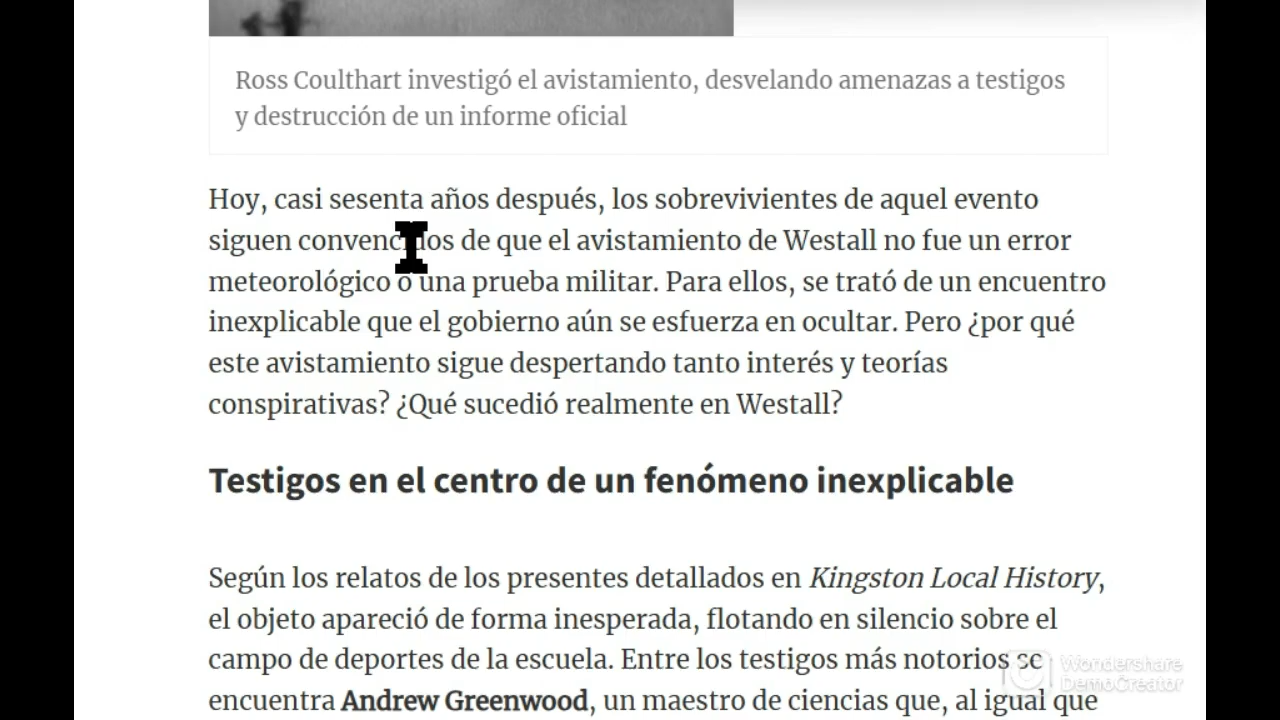 Ross Coulthart investigó el avistamiento, desvelando amenazas a testigos
y destrucción de un informe oficial
Hoy, casi sesenta años después, los sobrevivientes de aquel evento
siguen convencidos de que el avistamiento de Westall no fue un error
meteorológico o una prueba militar. Para ellos, se trató de un encuentro
inexplicable que el gobierno aún se esfuerza en ocultar. Pero ¿por qué
este avistamiento sigue despertando tanto interés y teorías
conspirativas? ¿Qué sucedió realmente en Westall?
Testigos en el centro de un fenómeno inexplicable
Según los relatos de los presentes detallados en Kingston Local History,
el objeto apareció de forma inesperada, flotando en silencio sobre el
campo de deportes de la escuela. Entre los testigos más notorios se
encuentra Andrew Greenwood, un maestro de ciencias que, al igual que
Wondershare
DemoCreator